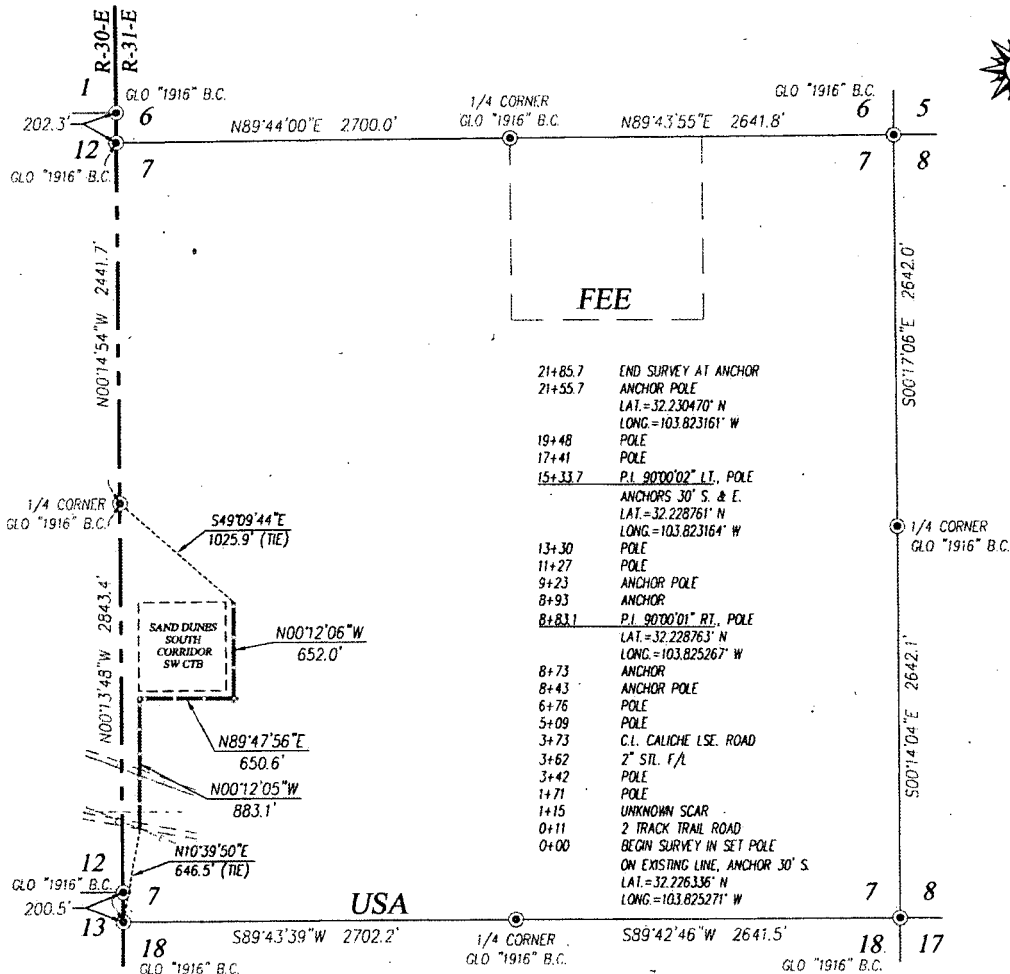 R-30-E
R-31-E
1
GLO "1916" B.C.
6
202.3'
12
7
GLO "1916" B.C.
N89°44'00"E 2700.0'
1/4 CORNER
GLO "1916" B.C.
N89°43'55"E 2641.8'
GLO "1916" B.C.
6
5
7
8
N00°14'54"W 2441.7'
FEE
S00°17'06"E 2642.0'
21+85.7 END SURVEY AT ANCHOR
21+55.7 ANCHOR POLE
LAT.=32.230470° N
LONG.=103.823161° W
19+48 POLE
17+41 POLE
15+33.7 P.I. 90°00'02" LT., POLE
ANCHORS 30' S. & E.
LAT.=32.228761° N
LONG.=103.823164° W
13+30 POLE
11+27 POLE
9+23 ANCHOR POLE
8+93 ANCHOR
8+83.1 P.I. 90°00'01" RT., POLE
LAT.=32.228763° N
LONG.=103.825267° W
8+73 ANCHOR
8+43 ANCHOR POLE
6+76 POLE
5+09 POLE
3+73 C.L. CALICHE LSE. ROAD
3+62 2" STL. F/L
3+42 POLE
1+71 POLE
1+15 UNKNOWN SCAR
0+11 2 TRACK TRAIL ROAD
0+00 BEGIN SURVEY IN SET POLE
ON EXISTING LINE, ANCHOR 30' S.
LAT.=32.226336° N
LONG.=103.825271° W
1/4 CORNER
GLO "1916" B.C.
S49°09'44"E
1025.9' (TIE)
1/4 CORNER
GLO "1916" B.C.
N00°13'48"W 2843.4'
SAND DUNES
SOUTH
CORRIDOR
SW CTB
N00°12'06"W
652.0'
N89°47'56"E
650.6'
N00°12'05"W
883.1'
S00°14'04"E 2642.1'
N10°39'50"E
646.5' (TIE)
12
GLO "1916" B.C.
7
200.5'
13
18
GLO "1916" B.C.
USA
S89°43'39"W 2702.2'
1/4 CORNER
GLO "1916" B.C.
S89°42'46"W 2641.5'
7
8
18
17
GLO "1916" B.C.